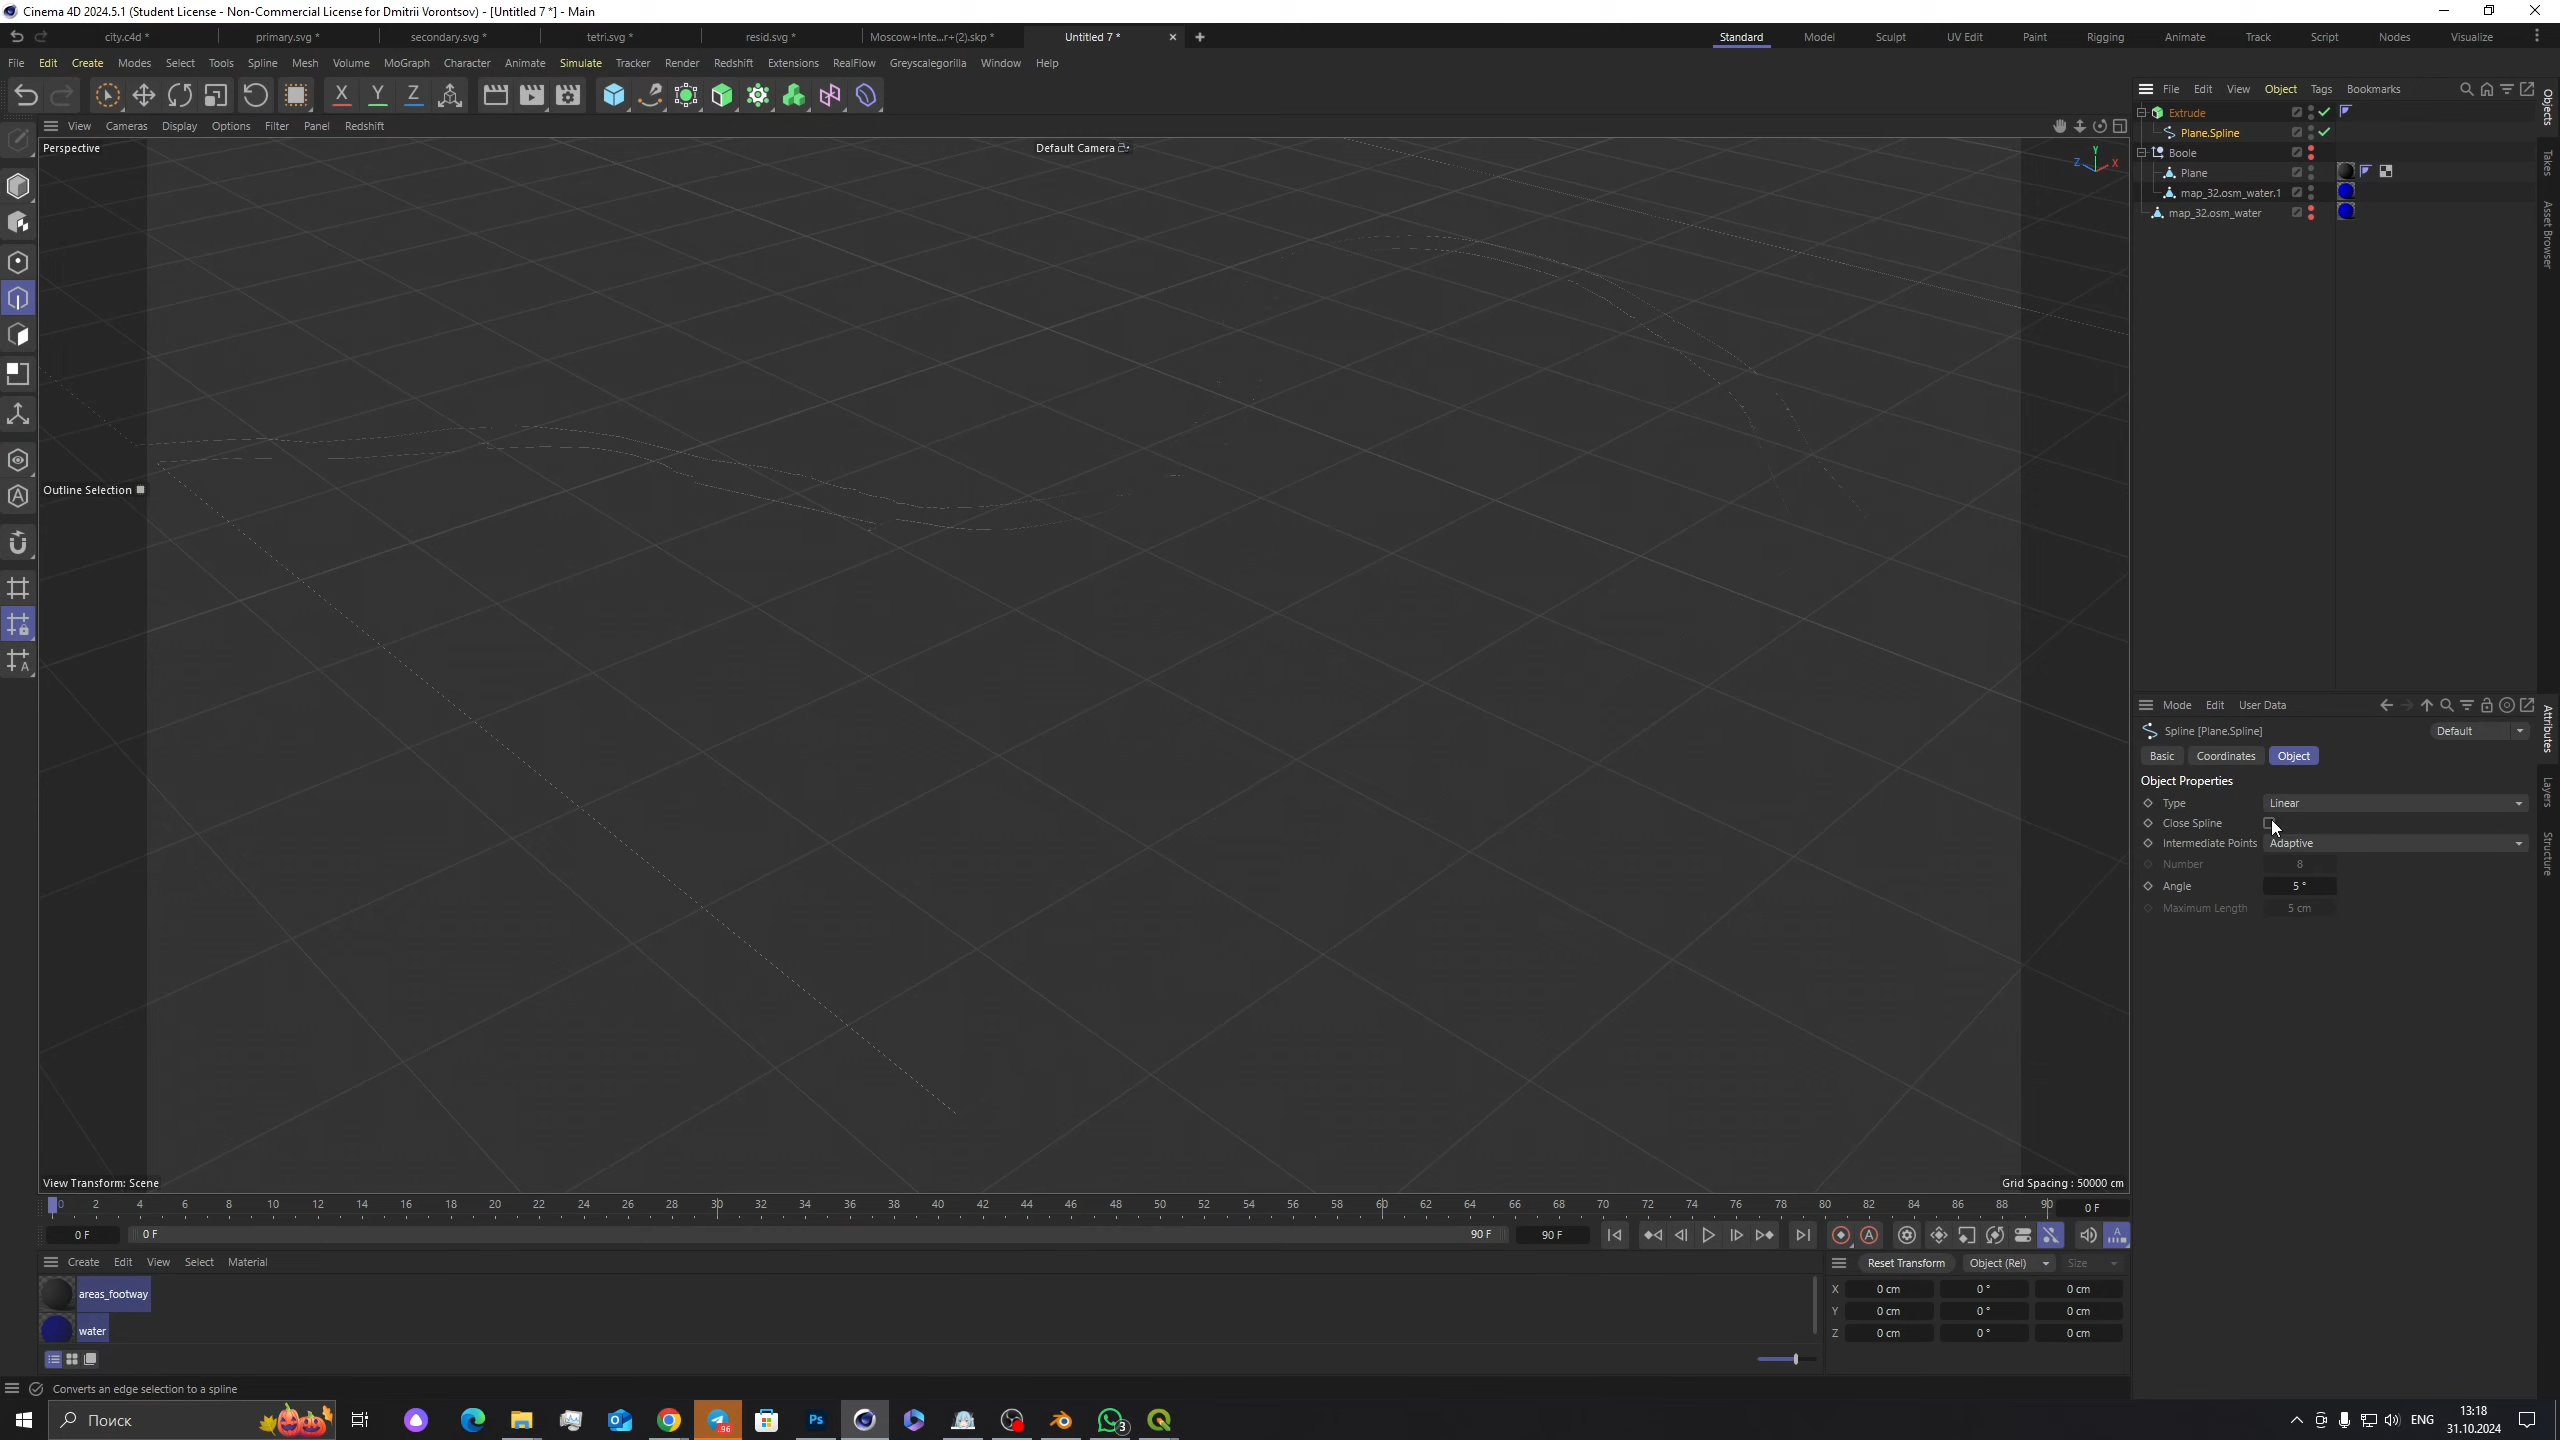 Cinema 4D 2024.5.1 (Student License - Non-Commercial License for Dmitrii Vorontsov) - [Untitled 7 *] - Main
city.c4d *
primary.svg *
secondary.svg *
tetri.svg *
resid.svg *
Moscow+Inte...r+(2).skp *
Untitled 7 *
Standard
Model
Sculpt
UV Edit
Paint
Rigging
Animate
Track
Script
Nodes
Visualize
File Edit Create Modes Select Tools Spline Mesh Volume MoGraph Character Animate Simulate Tracker Render Redshift Extensions RealFlow Greyscalegorilla Window Help
X Y Z
View Cameras Display Options Filter Panel Redshift
Perspective
Default Camera
Y
Z X
Outline Selection
View Transform: Scene
Grid Spacing : 50000 cm
File Edit View Object Tags Bookmarks
Extrude
Plane.Spline
Boole
Plane
map_32.osm_water.1
map_32.osm_water
Objects
Takes
Asset Browser
Mode Edit User Data
Spline [Plane.Spline]
Default
Basic Coordinates Object
Object Properties
Type Linear
Close Spline
Intermediate Points Adaptive
Number 8
Angle 5 °
Maximum Length 5 cm
Attributes
Layers
Structure
0 2 4 6 8 10 12 14 16 18 20 22 24 26 28 30 32 34 36 38 40 42 44 46 48 50 52 54 56 58 60 62 64 66 68 70 72 74 76 78 80 82 84 86 88 90
0 F
0 F
0 F
90 F
90 F
Create Edit View Select Material
areas_footway
water
Reset Transform
Object (Rel)
Size
X 0 cm 0 ° 0 cm
Y 0 cm 0 ° 0 cm
Z 0 cm 0 ° 0 cm
Converts an edge selection to a spline
Поиск
96
Ps
3
ENG
13:18
31.10.2024